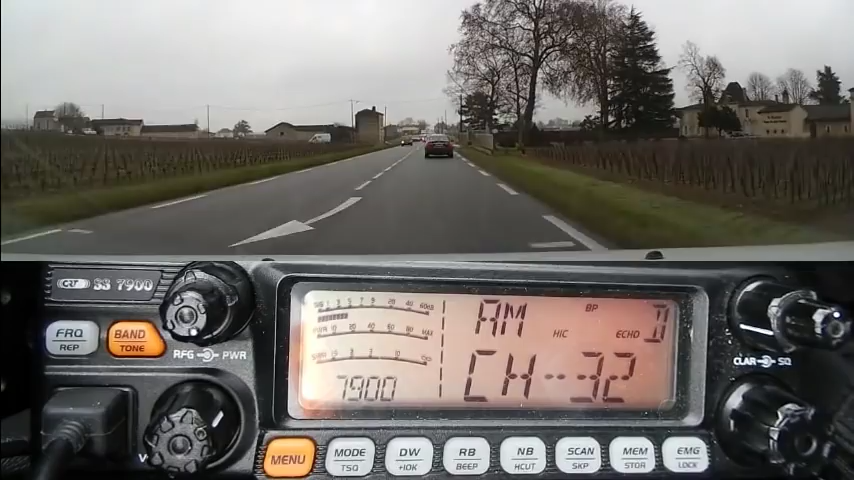 CRT SS 7900
FRQ
REP
BAND
TONE
RFG PWR
AM
BP
HIC
ECHO
D
7900
CH--32
CLAR SQ
V
MENU
MODE
TSQ
DW
+10K
RB
BEEP
NB
HCUT
SCAN
SKP
MEM
STOR
EMG
LOCK